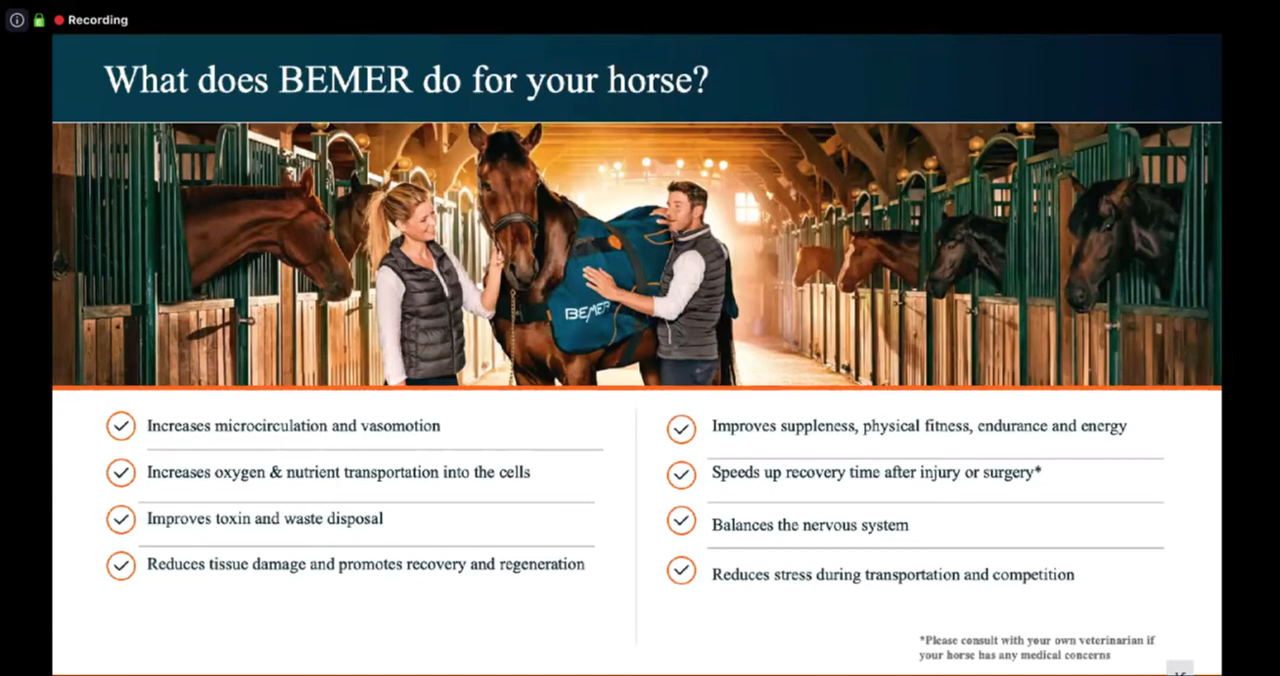 Recording
What does BEMER do for your horse?
BEMER
Increases microcirculation and vasomotion
Increases oxygen & nutrient transportation into the cells
Improves toxin and waste disposal
Reduces tissue damage and promotes recovery and regeneration
Improves suppleness, physical fitness, endurance and energy
Speeds up recovery time after injury or surgery*
Balances the nervous system
Reduces stress during transportation and competition
*Please consult with your own veterinarian if
your horse has any medical concerns